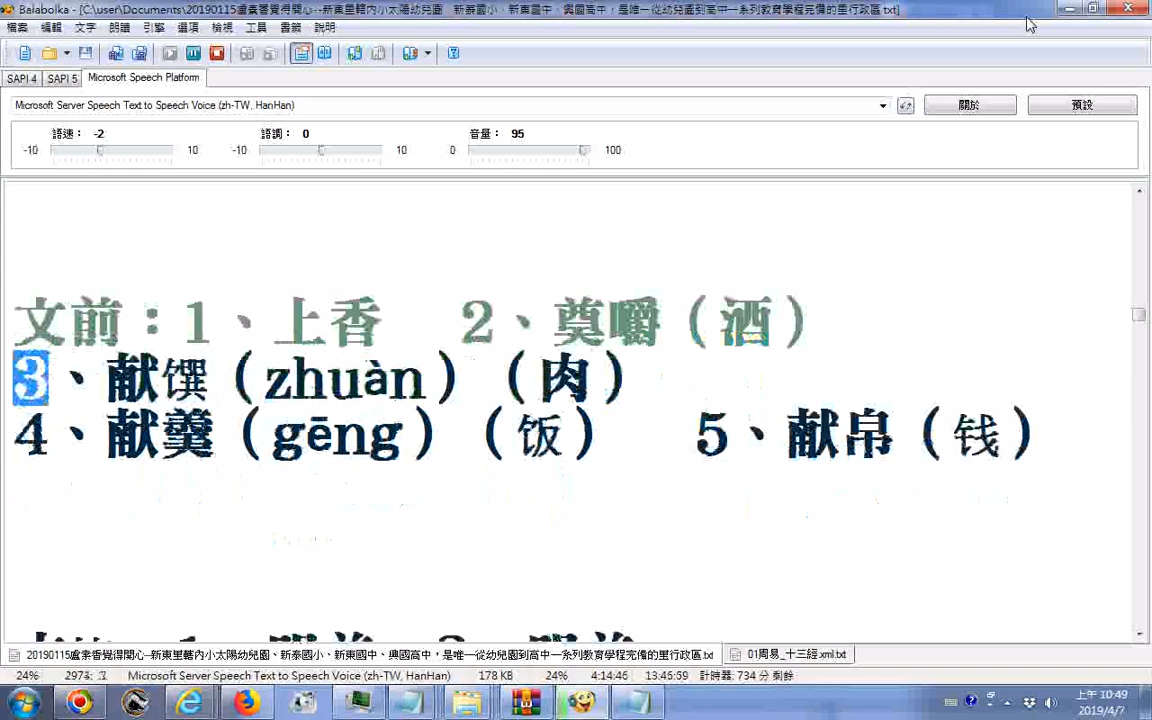 Balabolka - [C:\user\Documents\20190115盧素香覺得開心--新東里轄內小太陽幼兒園、新泰國小、新東國中、興國高中，是唯一從幼兒園到高中一系列教育學程完備的里行政區.txt]
檔案 編輯 文字 朗讀 引擎 選項 檢視 工具 書籤 說明
SAPI 4 SAPI 5 Microsoft Speech Platform
Microsoft Server Speech Text to Speech Voice (zh-TW, HanHan) 關於 預設
語速： -2 語調： 0 音量： 95
-10 10 -10 10 0 100
文前：1、上香 2、奠嚼（酒）
3、献馔（zhuàn）（肉）
4、献羹（gēng）（饭） 5、献帛（钱）
20190115盧素香覺得開心--新東里轄內小太陽幼兒園、新泰國小、新東國中、興國高中，是唯一從幼兒園到高中一系列教育學程完備的里行政區.txt 01周易_十三經.xml.txt
24% Microsoft Server Speech Text to Speech Voice (zh-TW, HanHan) 178 KB 24% 4:14:46 13:45:59 計時器: 734 分 剩餘
上午 10:49
2019/4/7